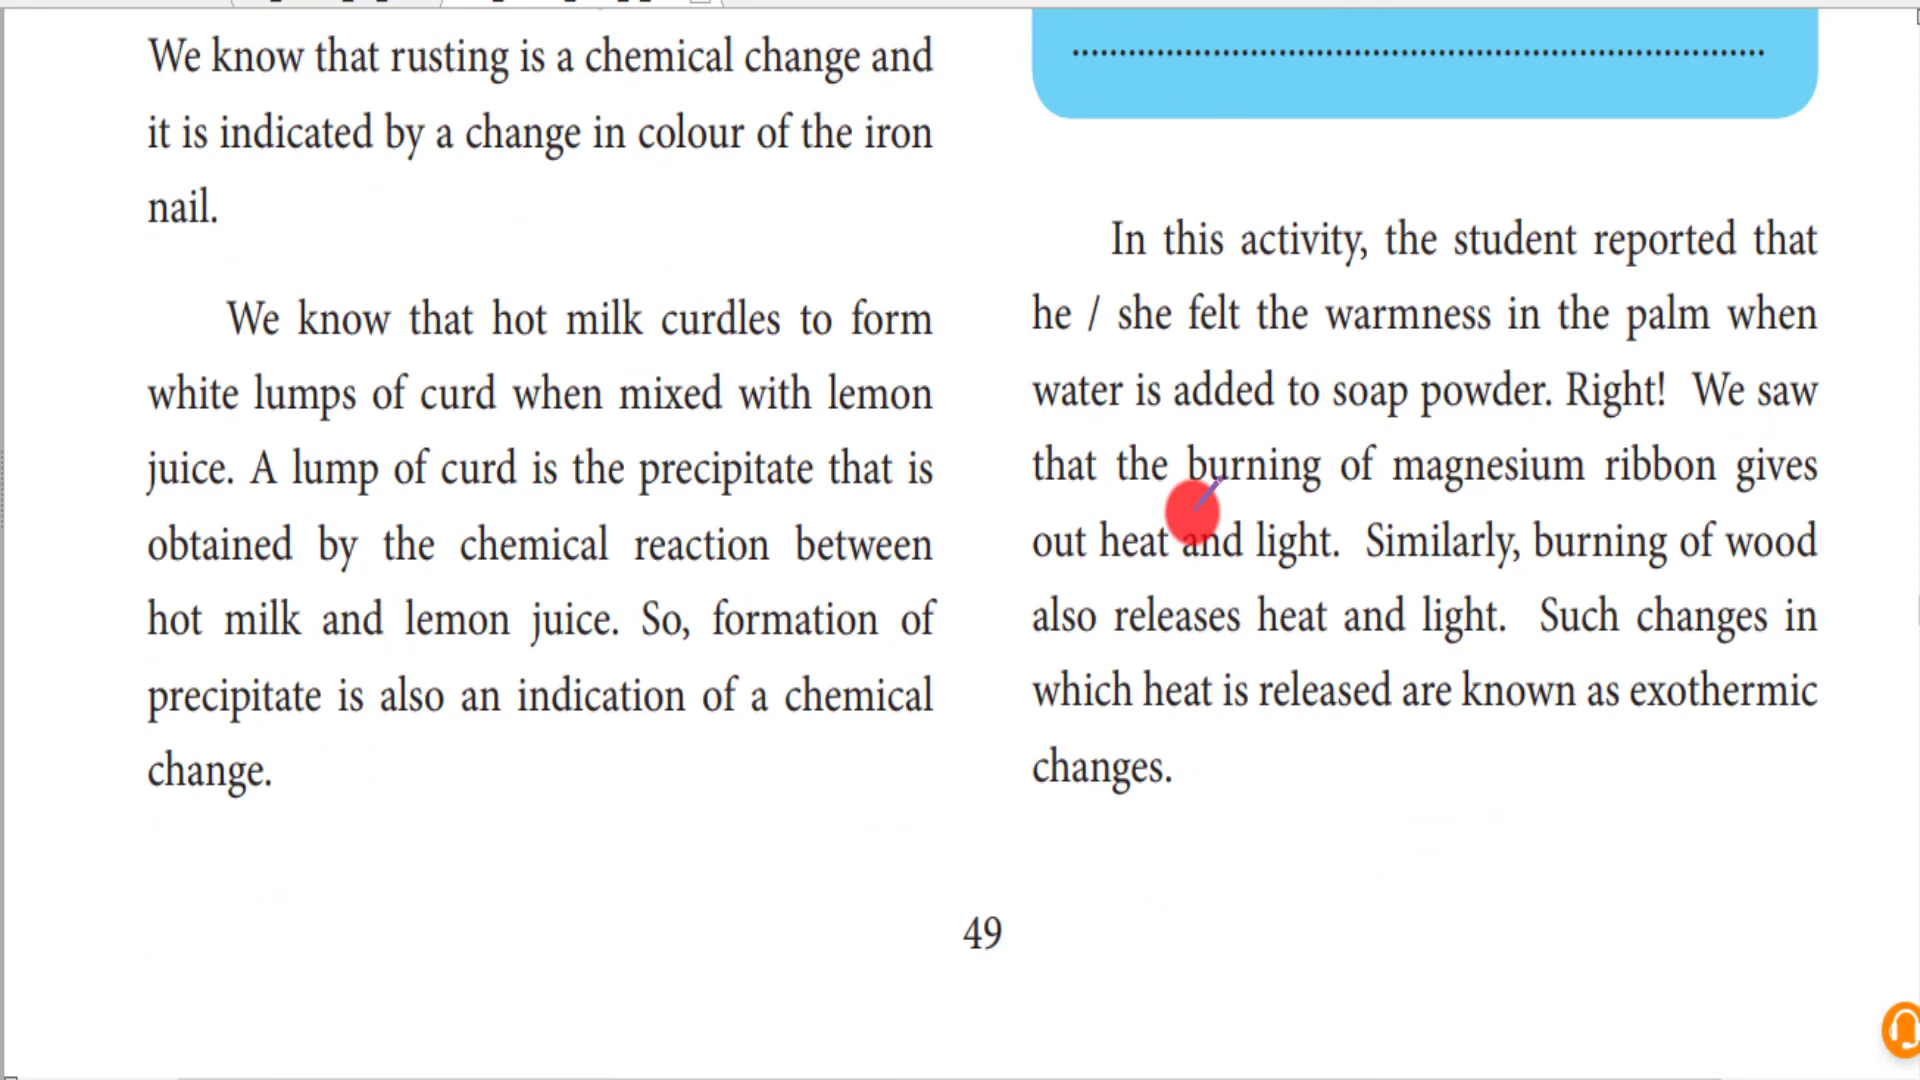 We know that rusting is a chemical change and
it is indicated by a change in colour of the iron
nail.
We know that hot milk curdles to form
white lumps of curd when mixed with lemon
juice. A lump of curd is the precipitate that is
obtained by the chemical reaction between
hot milk and lemon juice. So, formation of
precipitate is also an indication of a chemical
change.
In this activity, the student reported that
he / she felt the warmness in the palm when
water is added to soap powder. Right! We saw
that the burning of magnesium ribbon gives
out heat and light. Similarly, burning of wood
also releases heat and light. Such changes in
which heat is released are known as exothermic
changes.
49